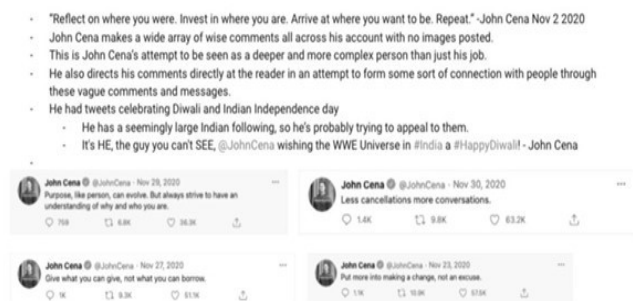 "Reflect on where you were. Invest in where you are. Arrive at where you want to be. Repeat." -John Cena Nov 2 2020
John Cena makes a wide array of wise comments all across his account with no images posted.
This is John Cena's attempt to be seen as a deeper and more complex person than just his job.
He also directs his comments directly at the reader in an attempt to form some sort of connection with people through
these vague comments and messages.
He had tweets celebrating Diwali and Indian Independence day
He has a seemingly large Indian following, so he's probably trying to appeal to them.
It's HE, the guy you can't SEE, @JohnCena wishing the WWE Universe in #India a #HappyDiwali! - John Cena
John Cena @JohnCena · Nov 29, 2020
Purpose, like person, can evolve. But always strive to have an
understanding of why and who you are.
John Cena @JohnCena · Nov 30, 2020
Less cancellations more conversations.
1.4K 9.8K 63.2K
John Cena @JohnCena · Nov 27, 2020
Give what you can give, not what you can borrow.
John Cena @JohnCena · Nov 23, 2020
Put more into making a change, not an excuse.